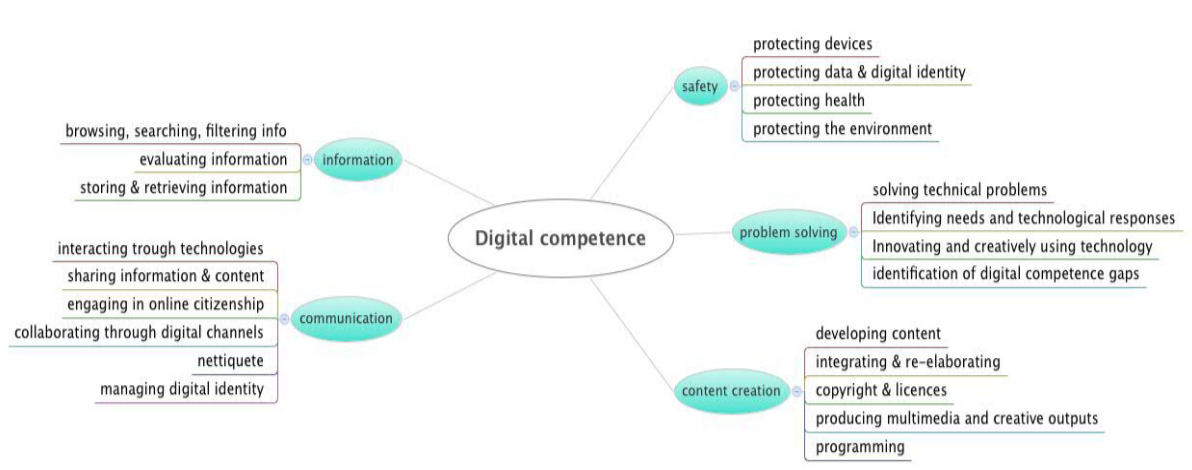 Digital competence
information
browsing, searching, filtering info
evaluating information
storing & retrieving information
communication
interacting trough technologies
sharing information & content
engaging in online citizenship
collaborating through digital channels
nettiquete
managing digital identity
safety
protecting devices
protecting data & digital identity
protecting health
protecting the environment
problem solving
solving technical problems
Identifying needs and technological responses
Innovating and creatively using technology
identification of digital competence gaps
content creation
developing content
integrating & re-elaborating
copyright & licences
producing multimedia and creative outputs
programming